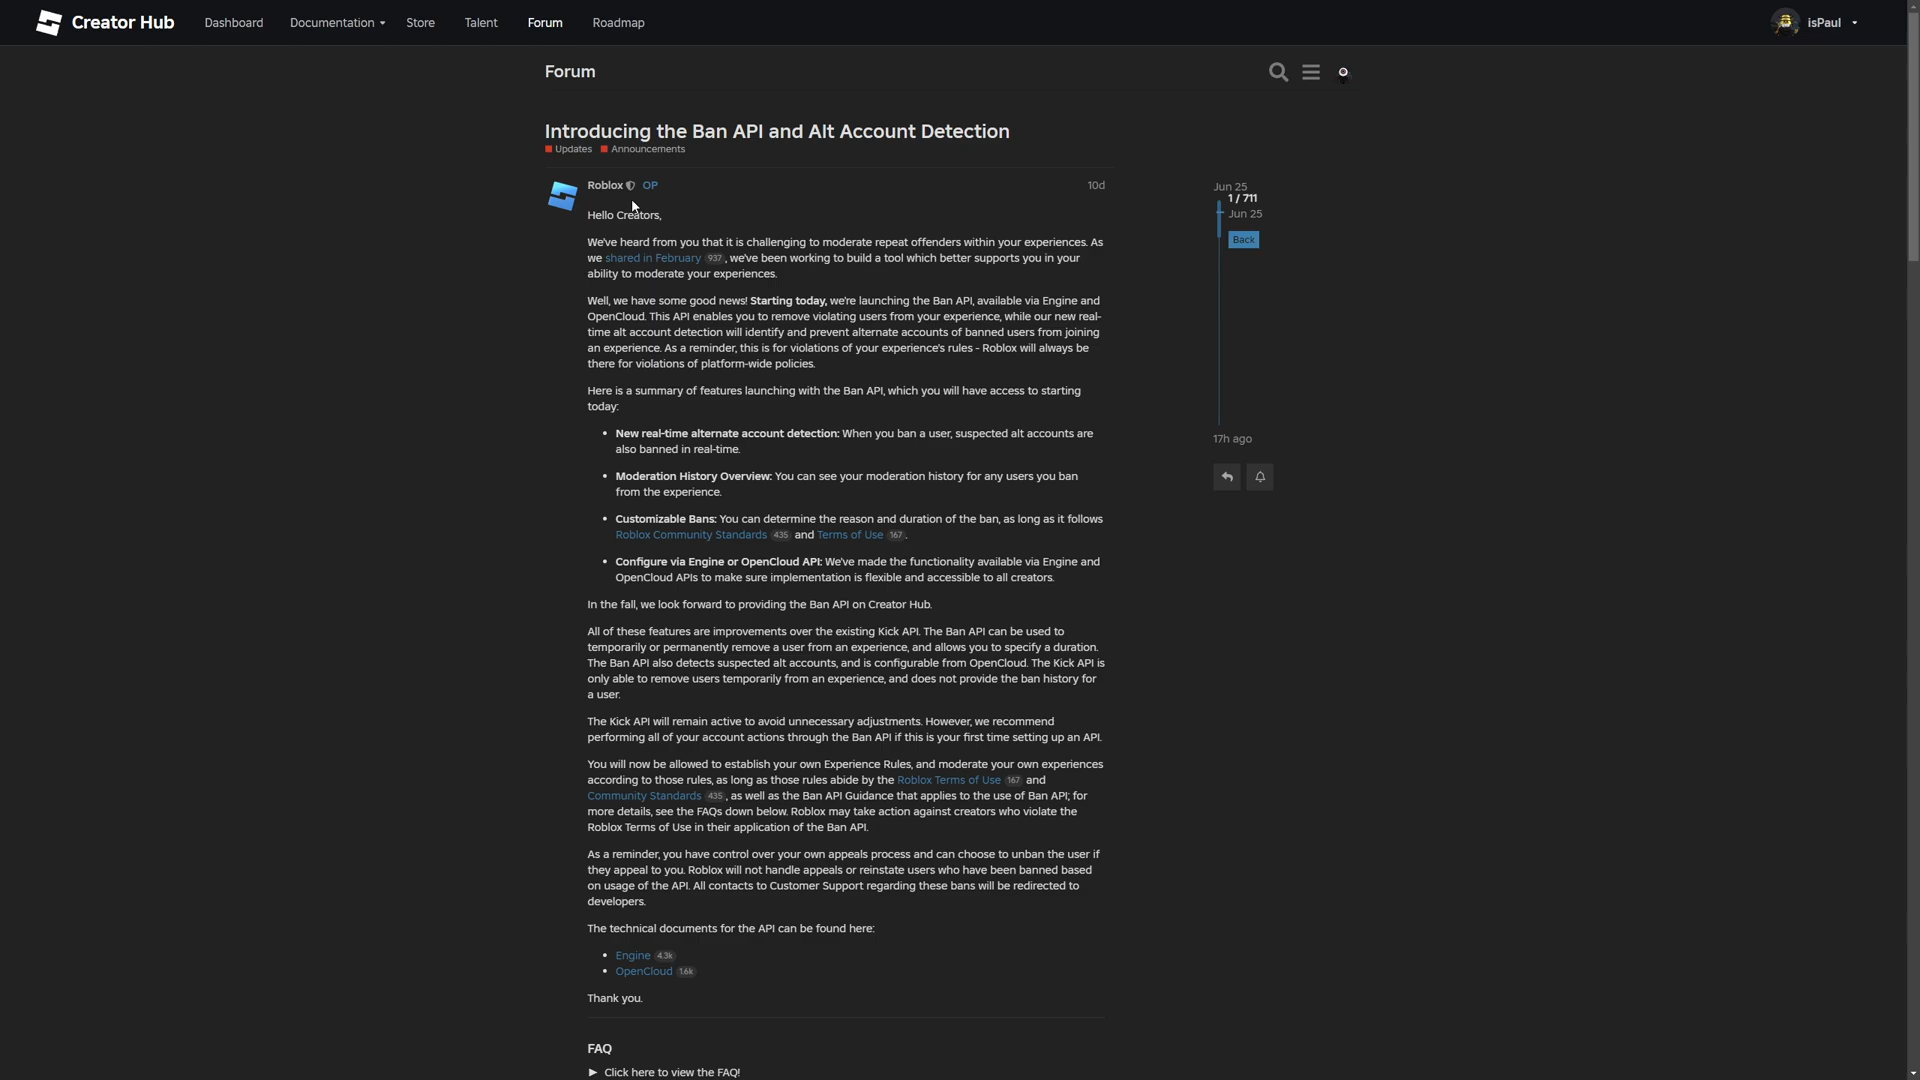 Creator Hub Dashboard Documentation Store Talent Forum Roadmap isPaul
Forum
Introducing the Ban API and Alt Account Detection
Updates Announcements
Roblox OP 10d
Hello Creators,
We've heard from you that it is challenging to moderate repeat offenders within your experiences. As
we shared in February 937, we've been working to build a tool which better supports you in your
ability to moderate your experiences.
Well, we have some good news! Starting today, we're launching the Ban API, available via Engine and
OpenCloud. This API enables you to remove violating users from your experience, while our new real-
time alt account detection will identify and prevent alternate accounts of banned users from joining
an experience. As a reminder, this is for violations of your experience's rules - Roblox will always be
there for violations of platform-wide policies.
Here is a summary of features launching with the Ban API, which you will have access to starting
today:
• New real-time alternate account detection: When you ban a user, suspected alt accounts are
also banned in real-time.
• Moderation History Overview: You can see your moderation history for any users you ban
from the experience.
• Customizable Bans: You can determine the reason and duration of the ban, as long as it follows
Roblox Community Standards 435 and Terms of Use 167.
• Configure via Engine or OpenCloud API: We've made the functionality available via Engine and
OpenCloud APIs to make sure implementation is flexible and accessible to all creators.
In the fall, we look forward to providing the Ban API on Creator Hub.
All of these features are improvements over the existing Kick API. The Ban API can be used to
temporarily or permanently remove a user from an experience, and allows you to specify a duration.
The Ban API also detects suspected alt accounts, and is configurable from OpenCloud. The Kick API is
only able to remove users temporarily from an experience, and does not provide the ban history for
a user.
The Kick API will remain active to avoid unnecessary adjustments. However, we recommend
performing all of your account actions through the Ban API if this is your first time setting up an API.
You will now be allowed to establish your own Experience Rules, and moderate your own experiences
according to those rules, as long as those rules abide by the Roblox Terms of Use 167 and
Community Standards 435, as well as the Ban API Guidance that applies to the use of Ban API; for
more details, see the FAQs down below. Roblox may take action against creators who violate the
Roblox Terms of Use in their application of the Ban API.
As a reminder, you have control over your own appeals process and can choose to unban the user if
they appeal to you. Roblox will not handle appeals or reinstate users who have been banned based
on usage of the API. All contacts to Customer Support regarding these bans will be redirected to
developers.
The technical documents for the API can be found here:
• Engine 4.3k
• OpenCloud 1.6k
Thank you.
FAQ
► Click here to view the FAQ!
Jun 25
1 / 711
Jun 25
Back
17h ago